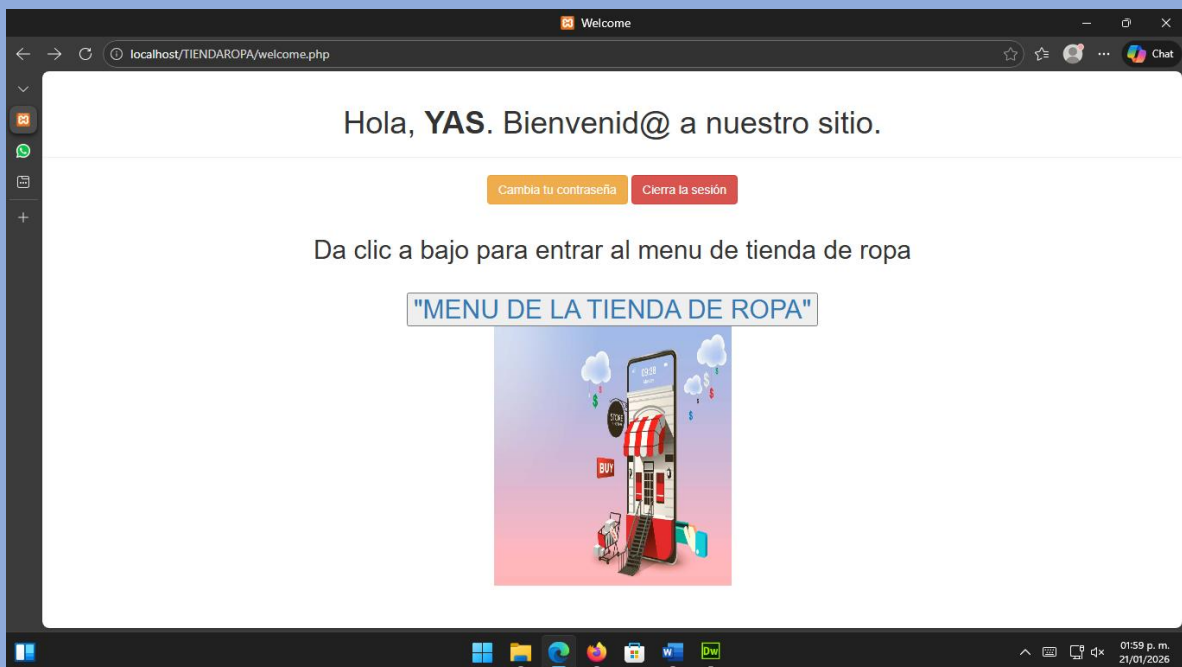 Welcome
localhost/TIENDAROPA/welcome.php
Chat
Hola, YAS. Bienvenid@ a nuestro sitio.
Cambia tu contraseña
Cierra la sesión
Da clic a bajo para entrar al menu de tienda de ropa
"MENU DE LA TIENDA DE ROPA"
STORE
BUY
W
Dw
01:59 p. m.
21/01/2026